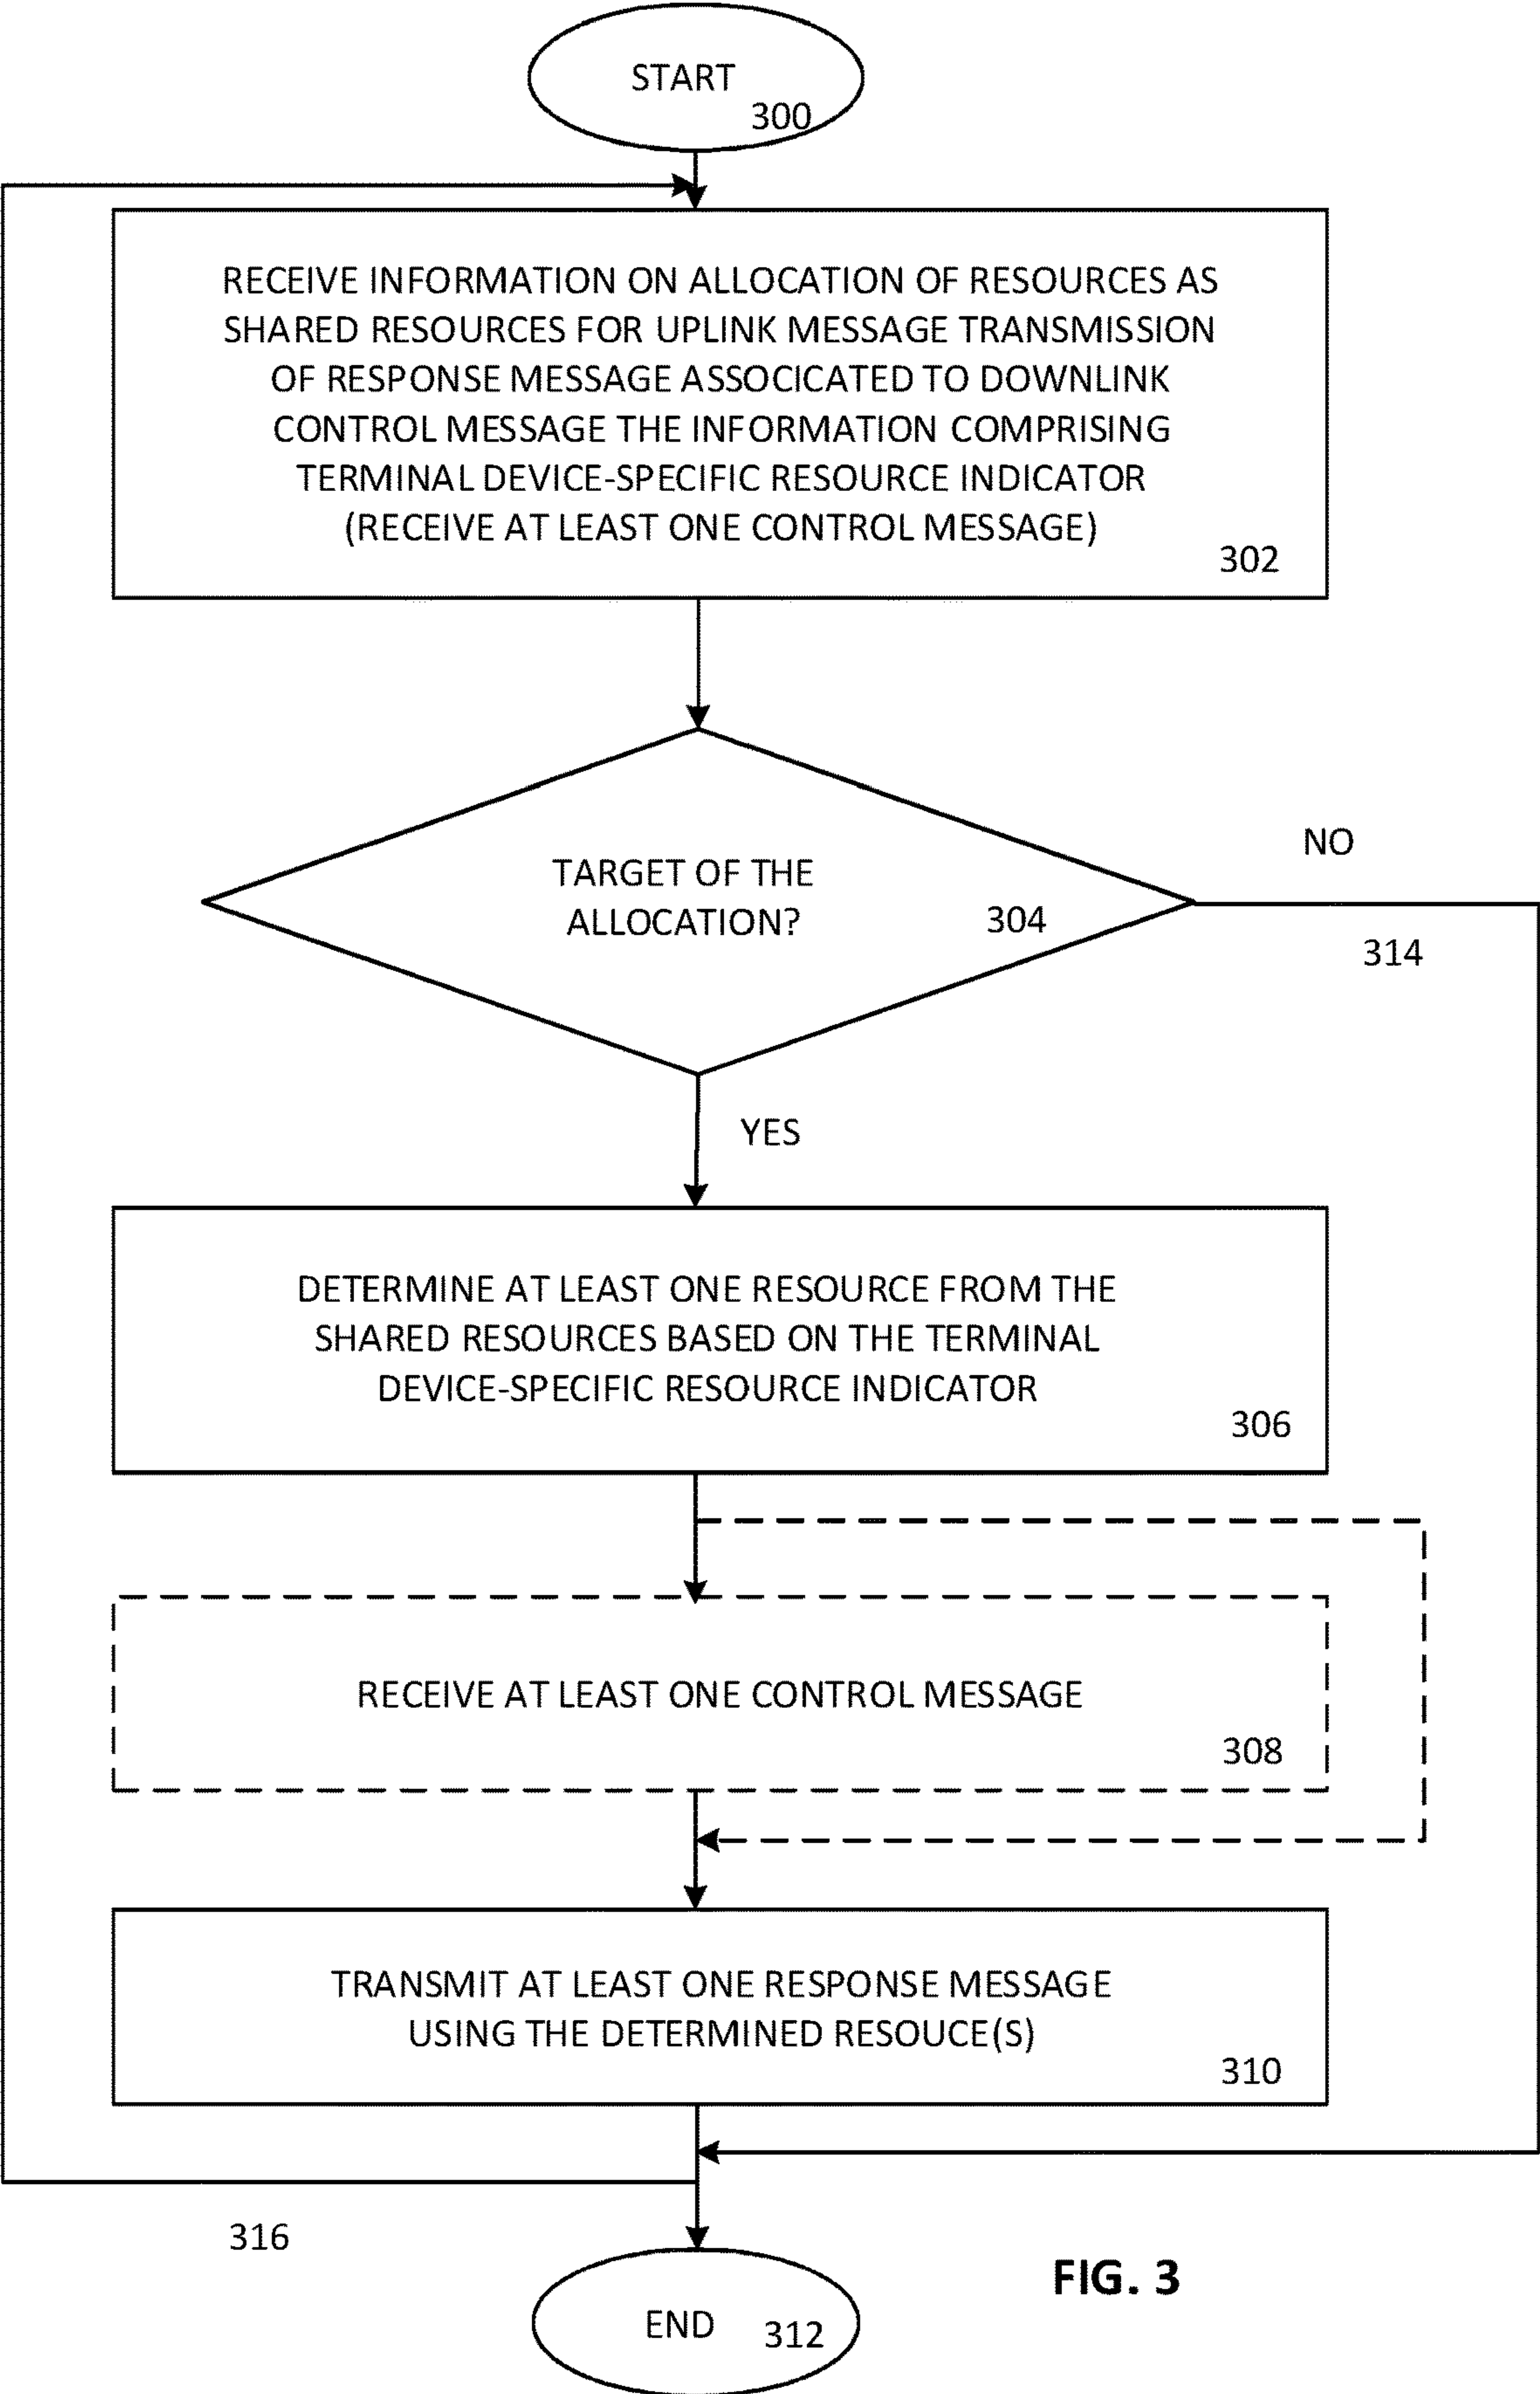 START
300
RECEIVE INFORMATION ON ALLOCATION OF RESOURCES AS
SHARED RESOURCES FOR UPLINK MESSAGE TRANSMISSION
OF RESPONSE MESSAGE ASSOCICATED TO DOWNLINK
CONTROL MESSAGE THE INFORMATION COMPRISING
TERMINAL DEVICE-SPECIFIC RESOURCE INDICATOR
(RECEIVE AT LEAST ONE CONTROL MESSAGE)
302
NO
TARGET OF THE
ALLOCATION?
304
314
YES
DETERMINE AT LEAST ONE RESOURCE FROM THE
SHARED RESOURCES BASED ON THE TERMINAL
DEVICE-SPECIFIC RESOURCE INDICATOR
306
RECEIVE AT LEAST ONE CONTROL MESSAGE
308
TRANSMIT AT LEAST ONE RESPONSE MESSAGE
USING THE DETERMINED RESOUCE(S)
310
316
FIG. 3
END
312